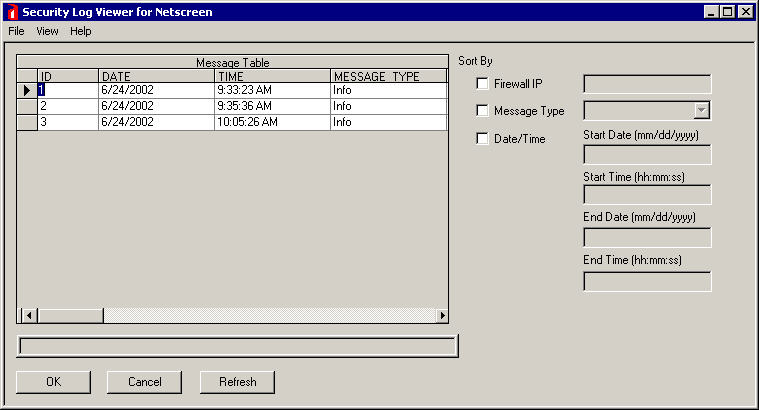 Security Log Viewer for Netscreen
File View Help
Message Table
ID DATE TIME MESSAGE_TYPE
1 6/24/2002 9:33:23 AM Info
2 6/24/2002 9:35:36 AM Info
3 6/24/2002 10:05:26 AM Info
Sort By
Firewall IP
Message Type
Date/Time
Start Date (mm/dd/yyyy)
Start Time (hh:mm:ss)
End Date (mm/dd/yyyy)
End Time (hh:mm:ss)
OK Cancel Refresh